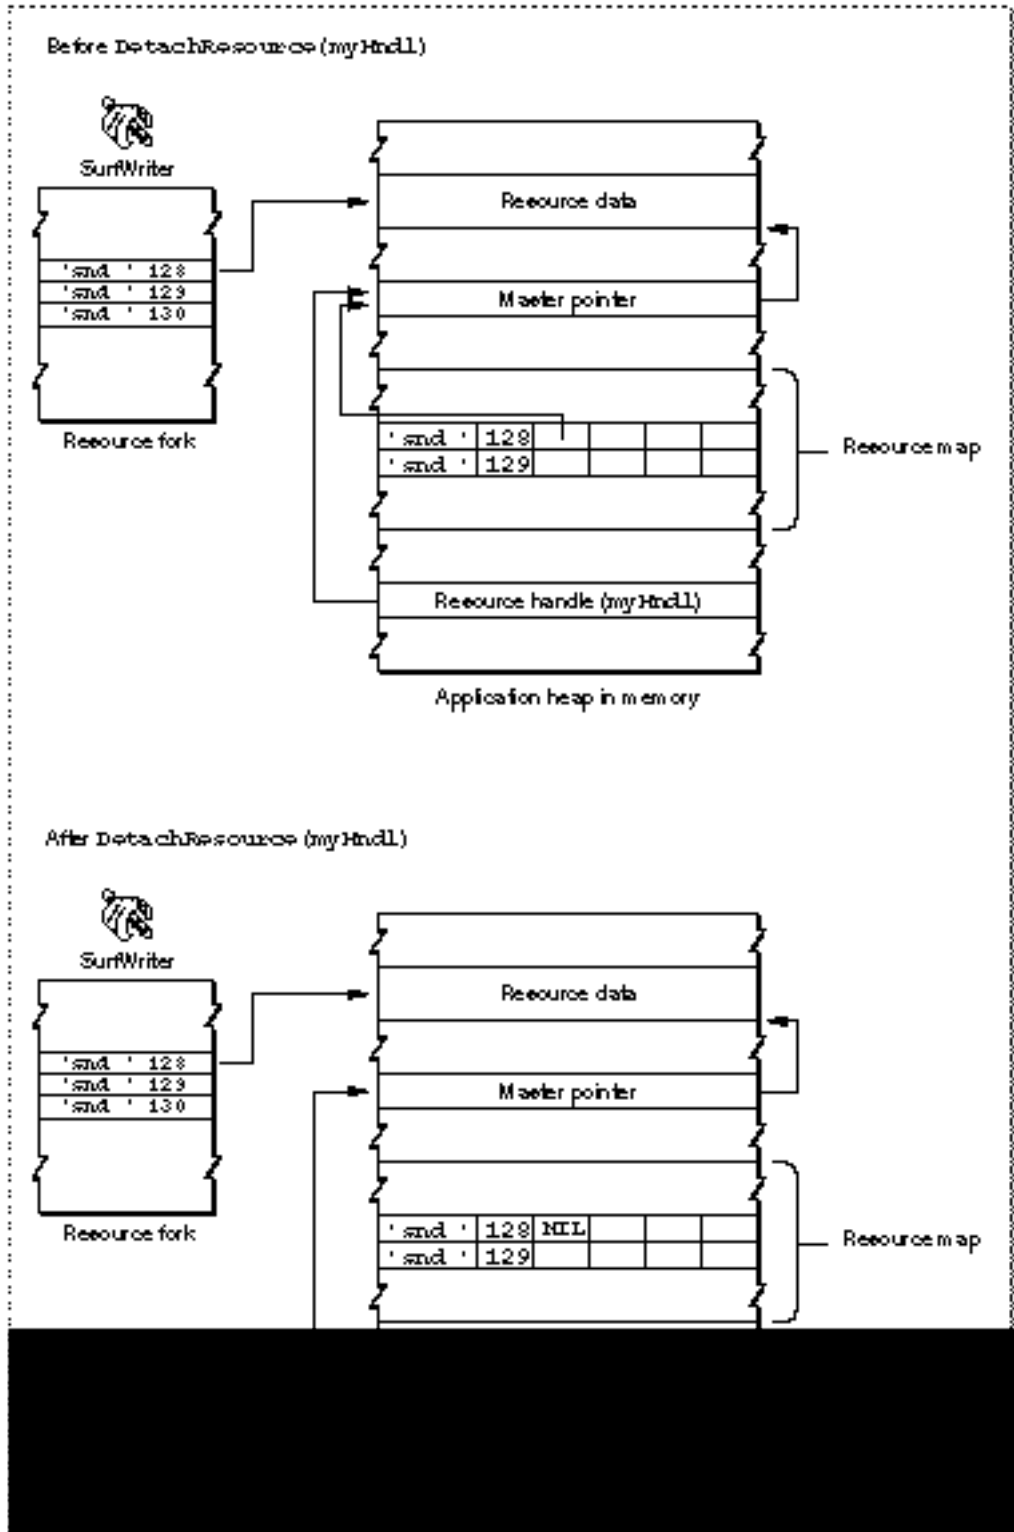 Before DetachResource (myHndl)
SurfWriter
'snd ' 128
'snd ' 129
'snd ' 130
Resource fork
Resource data
Master pointer
'snd ' 128
'snd ' 129
Resource map
Resource handle (myHndl)
Application heap in memory
After DetachResource (myHndl)
SurfWriter
'snd ' 128
'snd ' 129
'snd ' 130
Resource fork
Resource data
Master pointer
'snd ' 128 NIL
'snd ' 129
Resource map